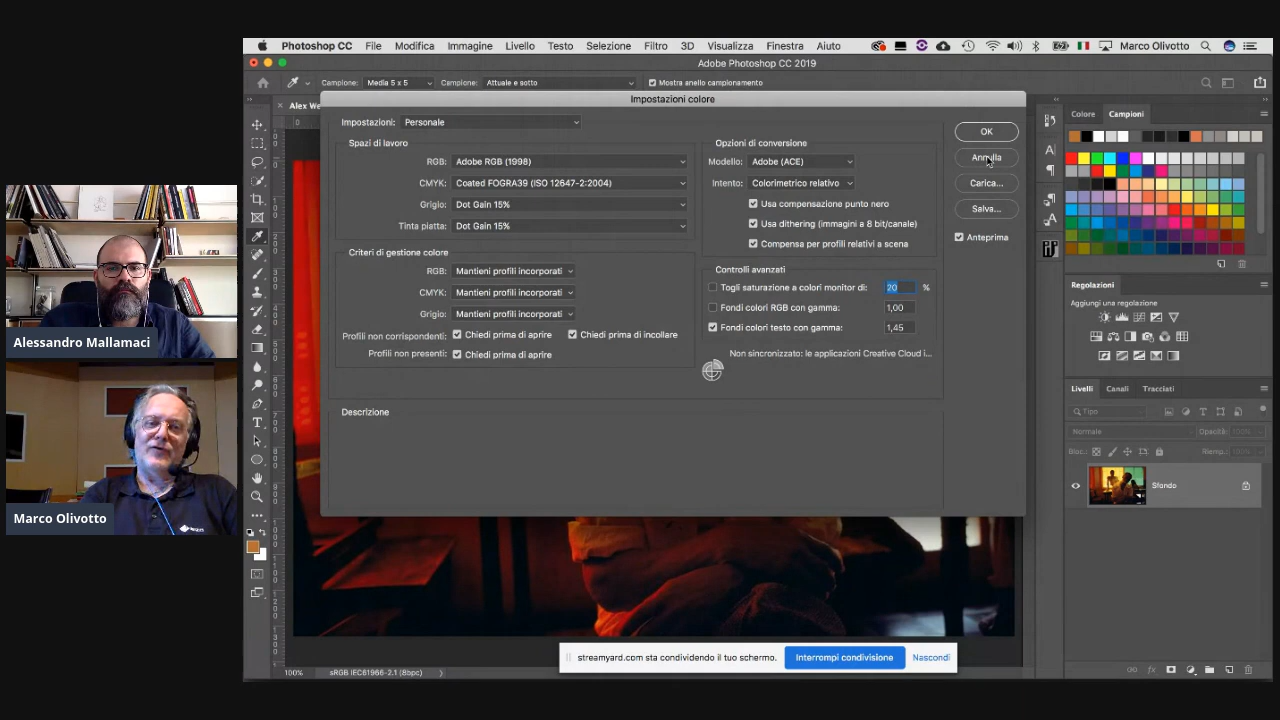 Photoshop CC File Modifica Immagine Livello Testo Selezione Filtro 3D Visualizza Finestra Aiuto Marco Olivotto
Adobe Photoshop CC 2019
Campione: Media 5 x 5 Campione: Attuale e sotto Mostra anello campionamento
Alex We
Impostazioni colore
Impostazioni: Personale
Spazi di lavoro
RGB: Adobe RGB (1998)
CMYK: Coated FOGRA39 (ISO 12647-2:2004)
Grigio: Dot Gain 15%
Tinta piatta: Dot Gain 15%
Criteri di gestione colore
RGB: Mantieni profili incorporati
CMYK: Mantieni profili incorporati
Grigio: Mantieni profili incorporati
Profili non corrispondenti: Chiedi prima di aprire Chiedi prima di incollare
Profili non presenti: Chiedi prima di aprire
Opzioni di conversione
Modello: Adobe (ACE)
Intento: Colorimetrico relativo
Usa compensazione punto nero
Usa dithering (immagini a 8 bit/canale)
Compensa per profili relativi a scena
Controlli avanzati
Togli saturazione a colori monitor di: 20 %
Fondi colori RGB con gamma: 1,00
Fondi colori testo con gamma: 1,45
Non sincronizzato: le applicazioni Creative Cloud i...
OK
Annulla
Carica...
Salva...
Anteprima
Descrizione
Colore Campioni
Regolazioni
Aggiungi una regolazione
Livelli Canali Tracciati
Tipo
Normale Opacità: 100%
Bloc.: Riemp.: 100%
Sfondo
Alessandro Mallamaci
Marco Olivotto
streamyard.com sta condividendo il tuo schermo. Interrompi condivisione Nascondi
100% sRGB IEC61966-2.1 (8bpc)